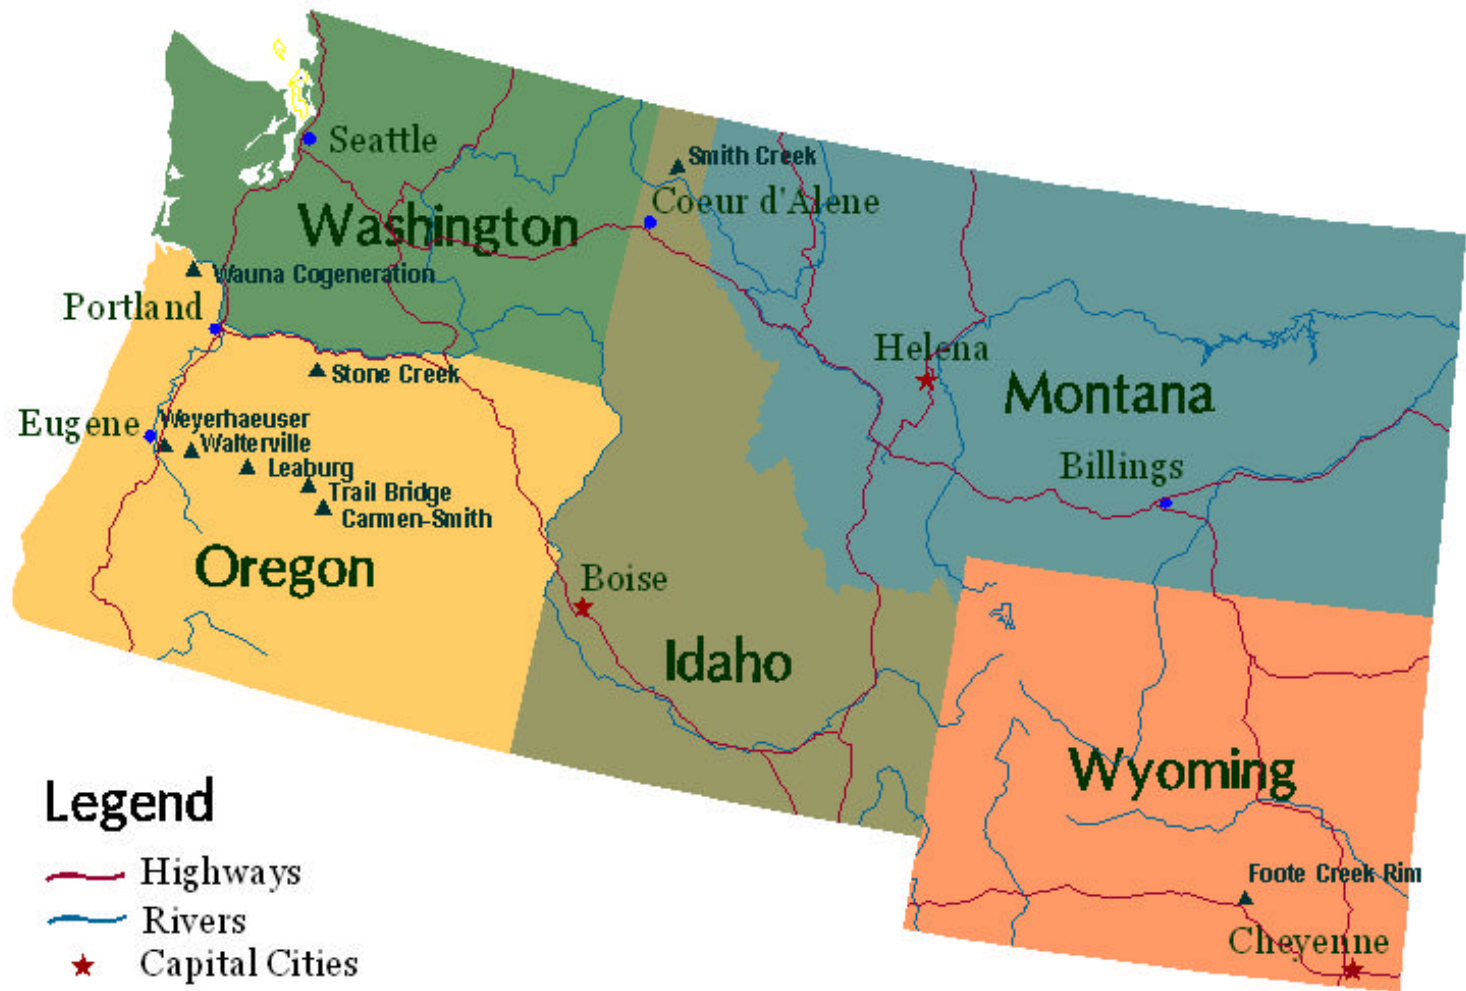 Seattle
Smith Creek
Coeur d'Alene
Washington
Wauna Cogeneration
Portland
Helena
Stone Creek
Montana
Weyerhaeuser
Eugene
Walterville
Leaburg
Billings
Trail Bridge
Carmen-Smith
Oregon
Boise
Idaho
Wyoming
Legend
Highways
Foote Creek Rim
Rivers
Cheyenne
Capital Cities